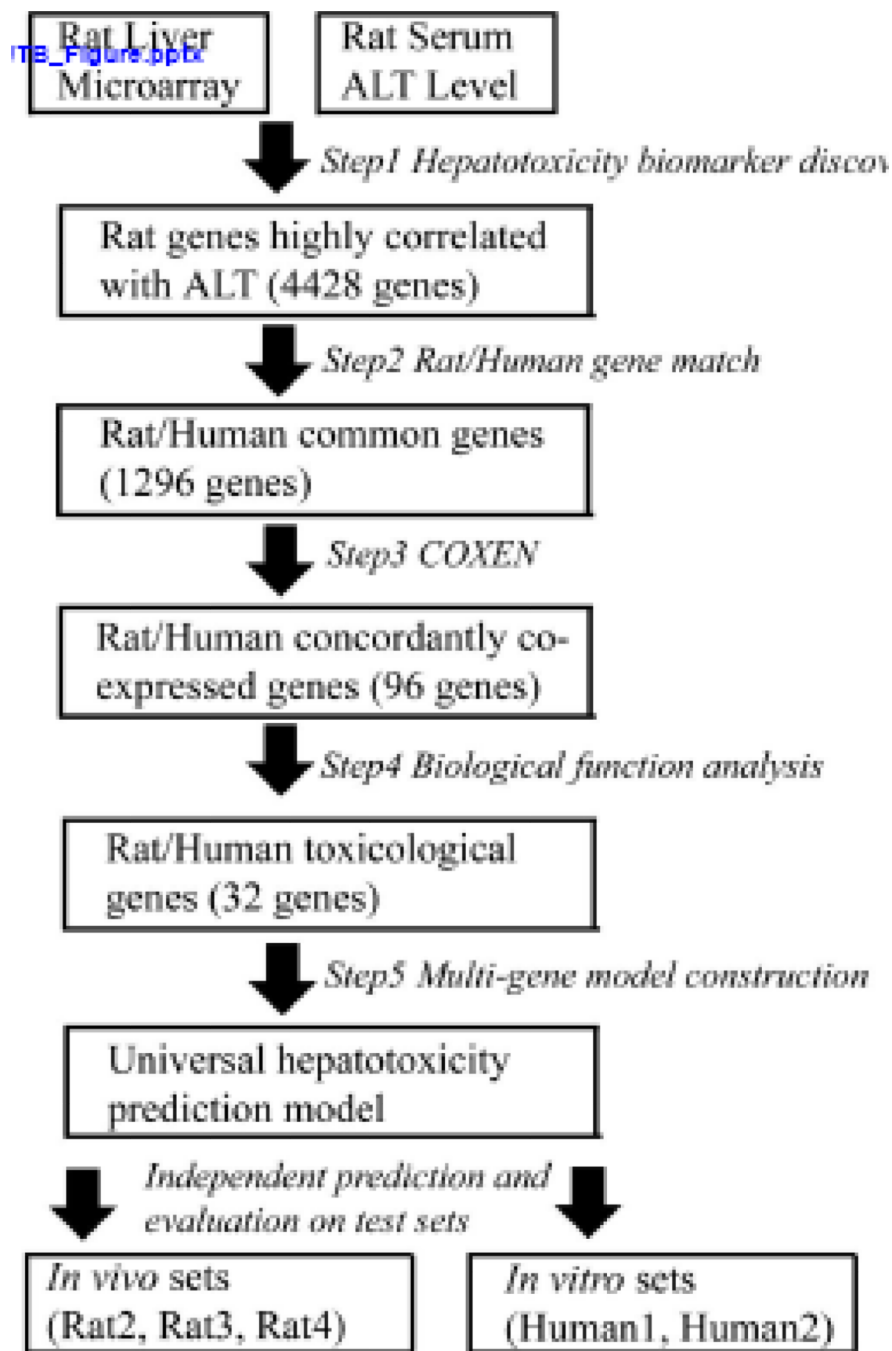 Rat Liver
Microarray
TB_Figure.pptx
Rat Serum
ALT Level
Step1 Hepatotoxicity biomarker
Rat genes highly correlated
with ALT (4428 genes)
Step2 Rat/Human gene match
Rat/Human common genes
(1296 genes)
Step3 COXEN
Rat/Human concordantly co-
expressed genes (96 genes)
Step4 Biological function analysis
Rat/Human toxicological
genes (32 genes)
Step5 Multi-gene model construction
Universal hepatotoxicity
prediction model
Independent prediction and
evaluation on test sets
In vivo sets
(Rat2, Rat3, Rat4)
In vitro sets
(Human1, Human2)